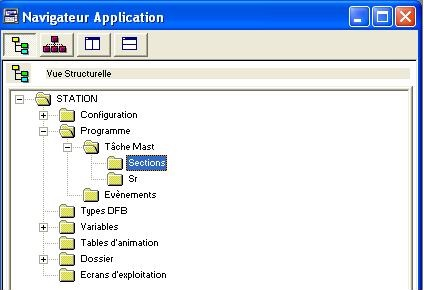 Navigateur Application
Vue Structurelle
STATION
Configuration
Programme
Tâche Mast
Sections
Sr
Evènements
Types DFB
Variables
Tables d'animation
Dossier
Ecrans d'exploitation